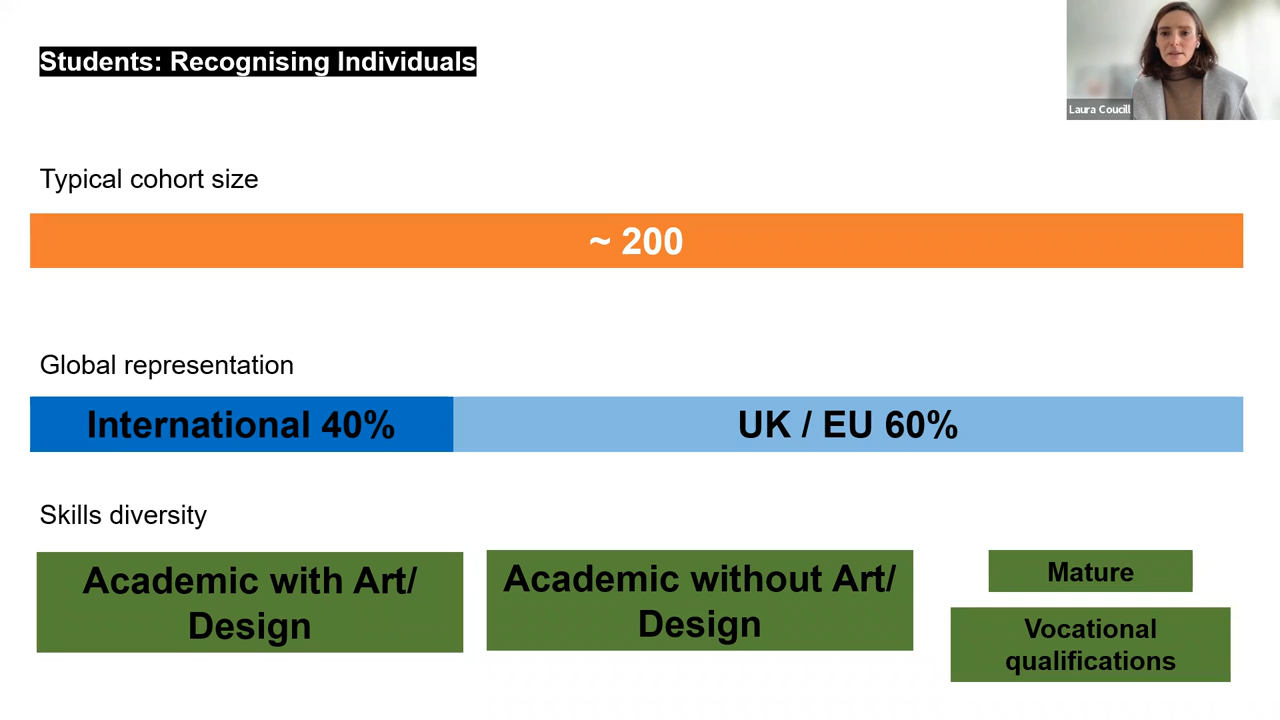 Students: Recognising Individuals
Laura Coucill
Typical cohort size
~ 200
Global representation
International 40%
UK / EU 60%
Skills diversity
Academic with Art/
Design
Academic without Art/
Design
Mature
Vocational
qualifications